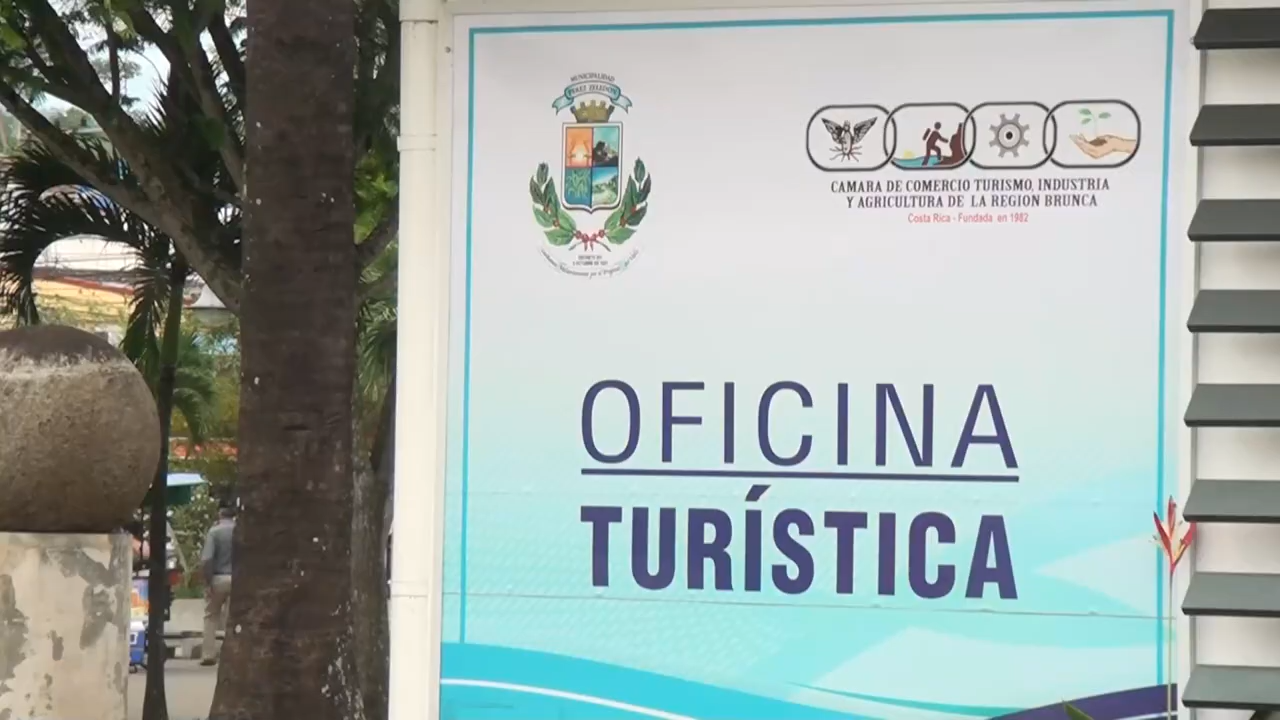 MUNICIPALIDAD
PEREZ ZELEDON
CAMARA DE COMERCIO TURISMO, INDUSTRIA
Y AGRICULTURA DE LA REGION BRUNCA
Costa Rica - Fundada en 1982
OFICINA
TURÍSTICA